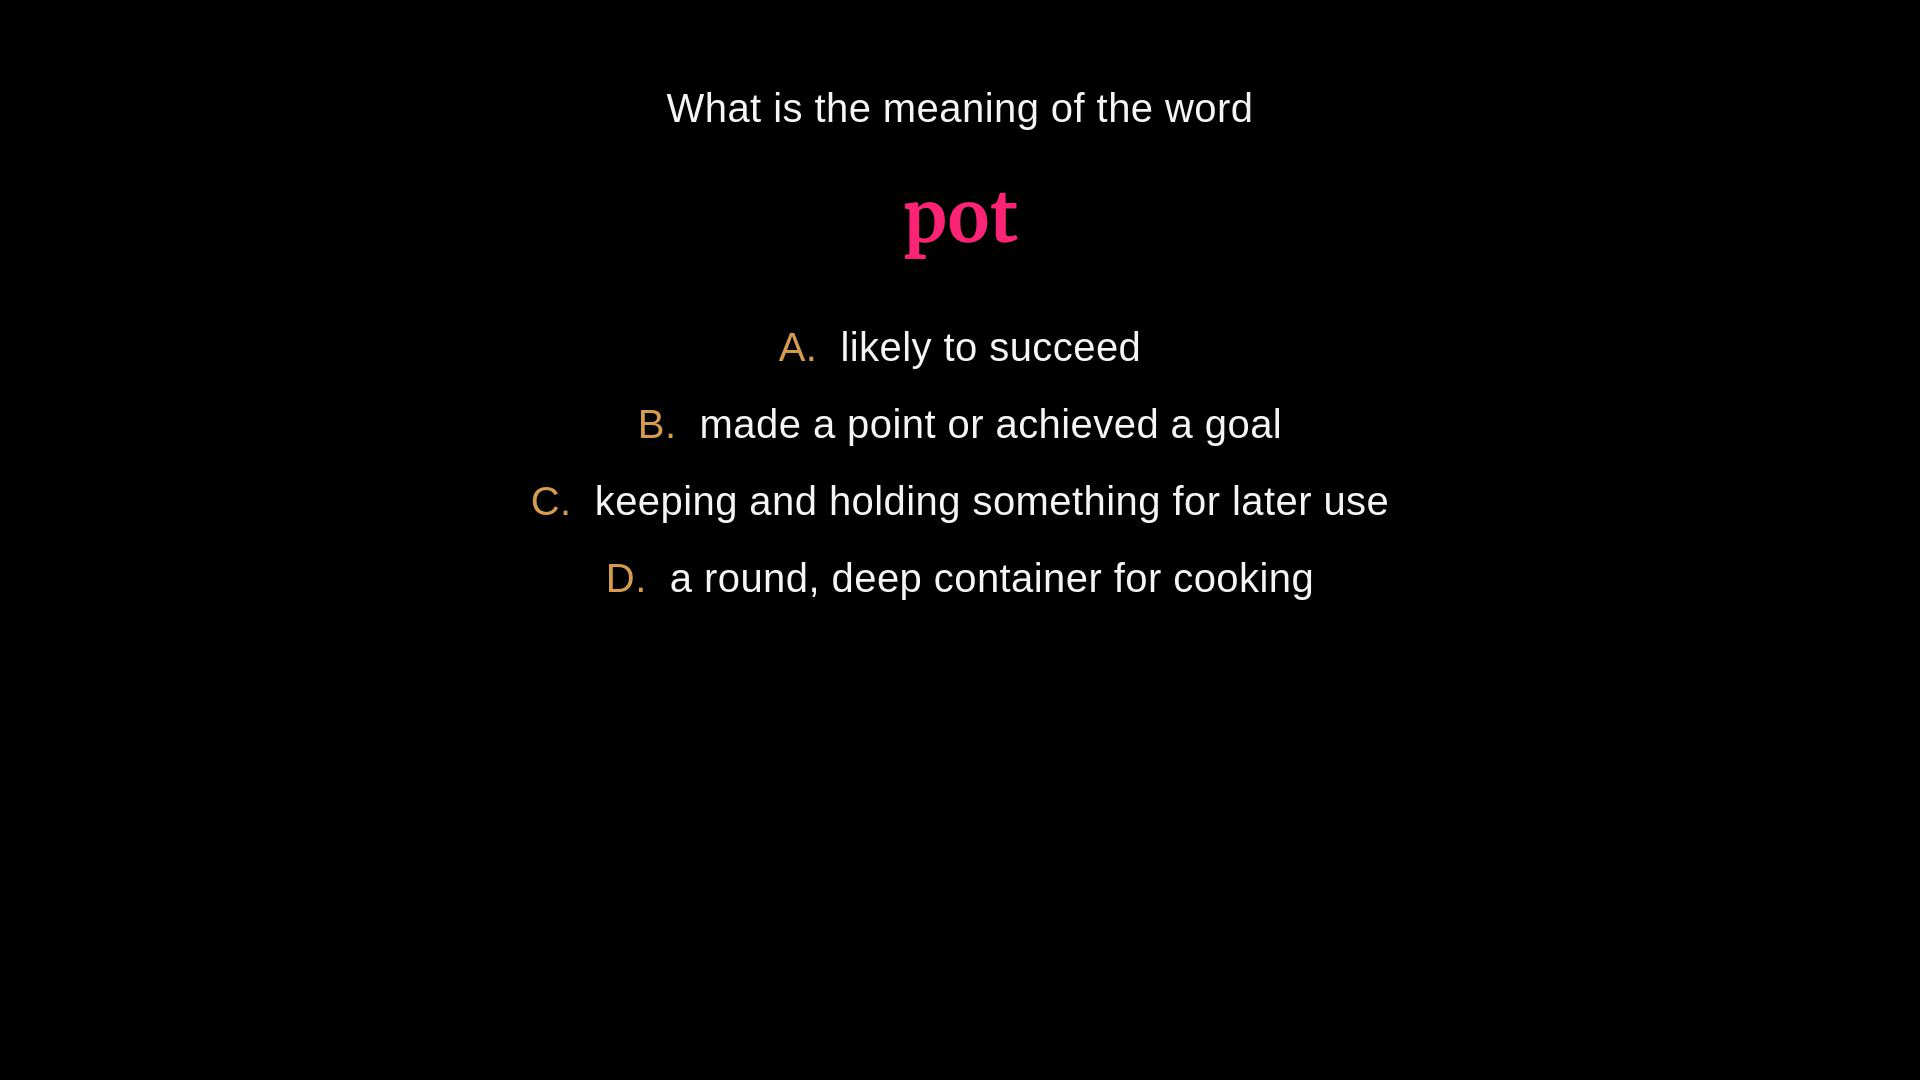 What is the meaning of the word
pot
A. likely to succeed
B. made a point or achieved a goal
C. keeping and holding something for later use
D. a round, deep container for cooking